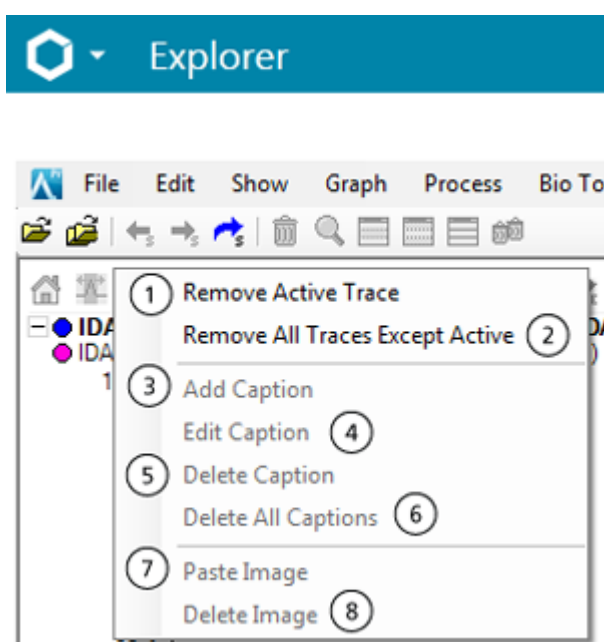 Explorer
File Edit Show Graph Process Bio To
IDA
IDA )
1
1 Remove Active Trace
Remove All Traces Except Active 2
3 Add Caption
Edit Caption 4
5 Delete Caption
Delete All Captions 6
7 Paste Image
Delete Image 8